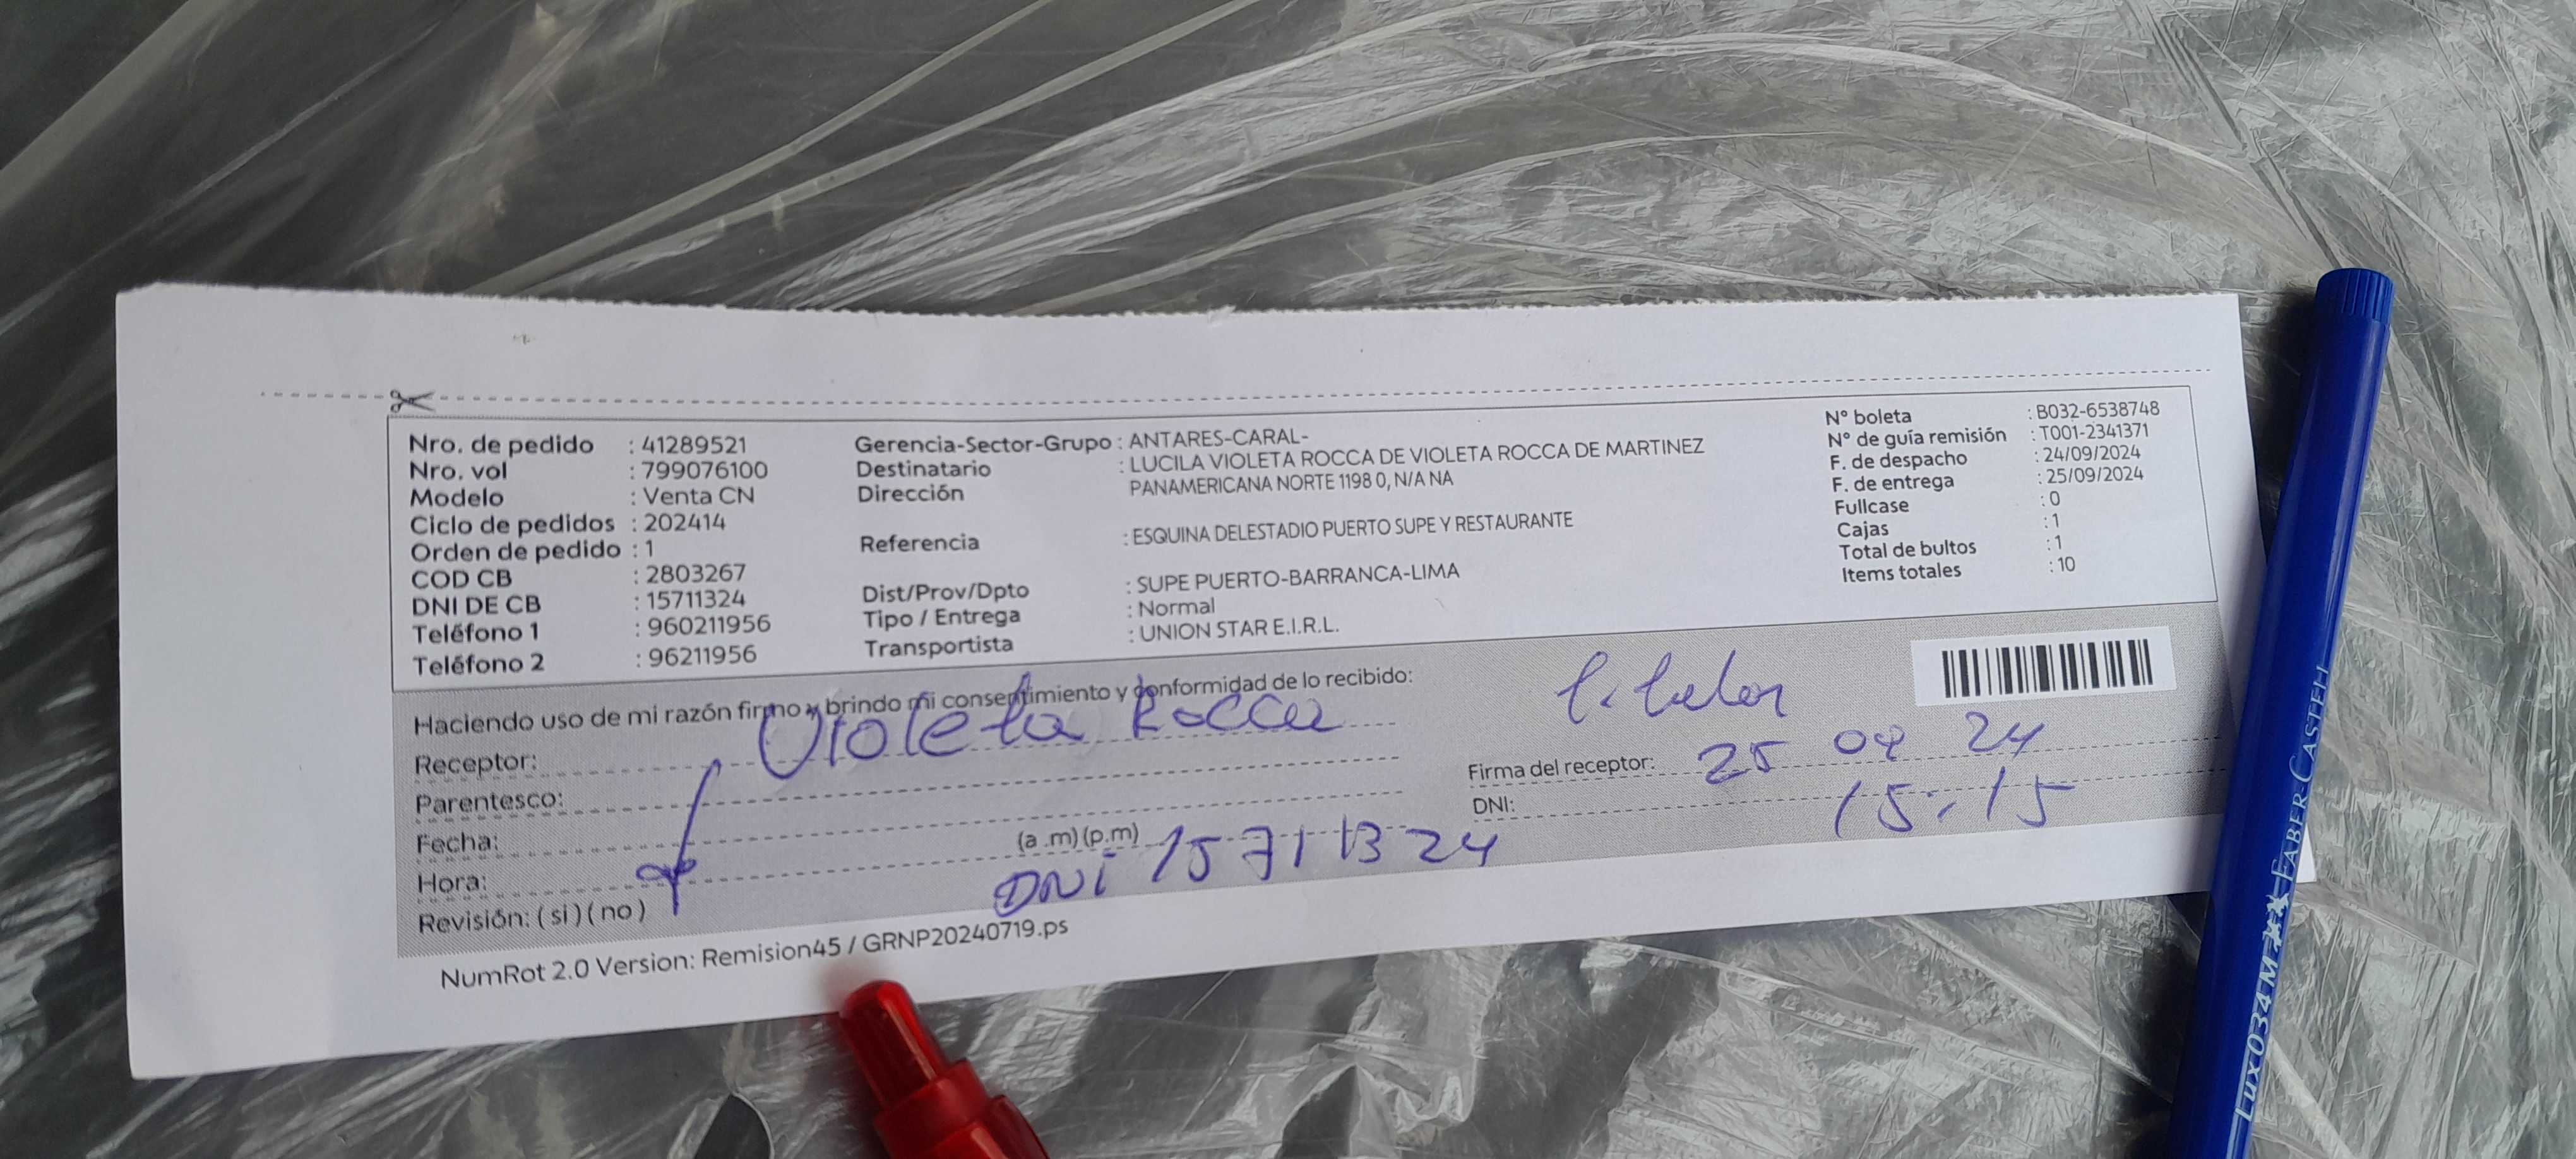 Nro. de pedido : 41289521
Nro. vol : 799076100
Modelo : Venta CN
Ciclo de pedidos : 202414
Orden de pedido : 1
COD CB : 2803267
DNI DE CB : 15711324
Teléfono 1 : 960211956
Teléfono 2 : 96211956
Gerencia-Sector-Grupo : ANTARES-CARAL-
Destinatario : LUCILA VIOLETA ROCCA DE VIOLETA ROCCA DE MARTINEZ
Dirección PANAMERICANA NORTE 1198 0, N/A NA
Referencia : ESQUINA DELESTADIO PUERTO SUPE Y RESTAURANTE
Dist/Prov/Dpto : SUPE PUERTO-BARRANCA-LIMA
Tipo / Entrega : Normal
Transportista : UNION STAR E.I.R.L.
N° boleta : B032-6538748
N° de guía remisión : T001-2341371
F. de despacho : 24/09/2024
F. de entrega : 25/09/2024
Fullcase : 0
Cajas : 1
Total de bultos : 1
Items totales : 10
Haciendo uso de mi razón firmo y brindo mi consentimiento y conformidad de lo recibido:
Receptor: Violeta Rocca
Parentesco:
Fecha:
Hora: (a .m) (p.m)
Revisión: ( si ) ( no )
DNI 15711324
Firma del receptor: 25 09 24
DNI: 15:15
NumRot 2.0 Version: Remision45 / GRNP20240719.ps
Lux 034 M FABER-CASTELL